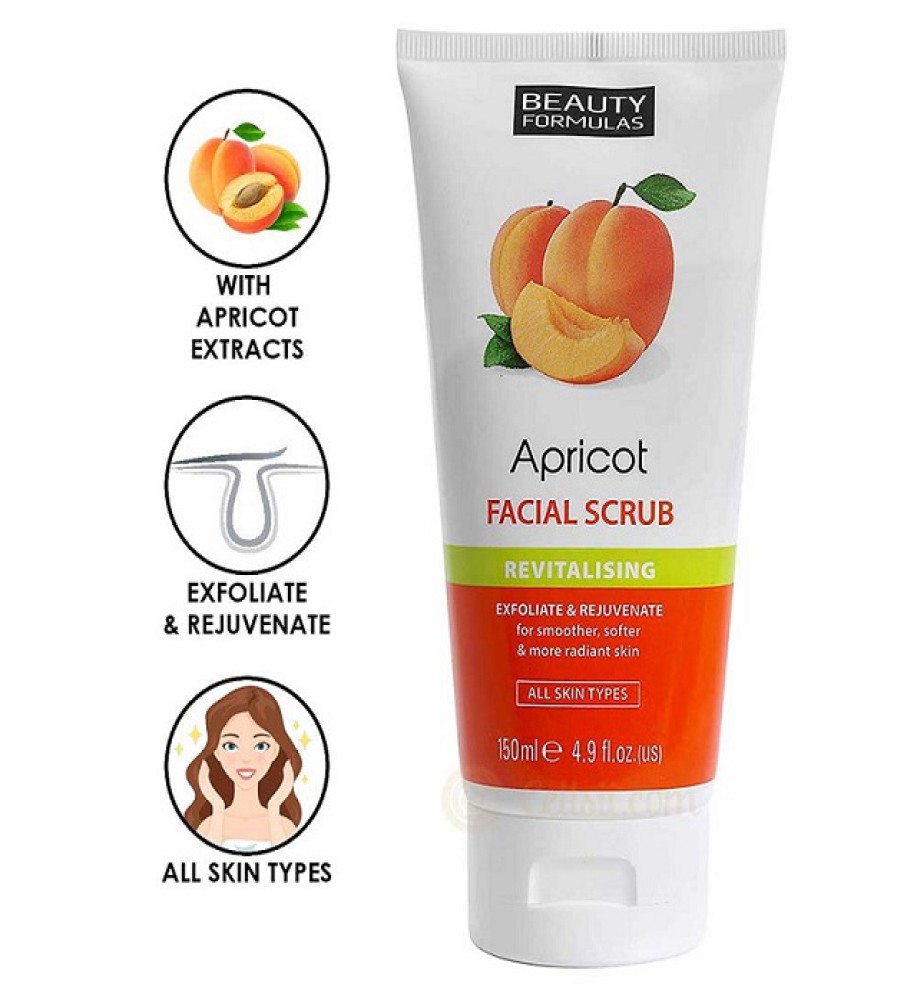 WITH
APRICOT
EXTRACTS
EXFOLIATE
& REJUVENATE
ALL SKIN TYPES
BEAUTY
FORMULAS
Apricot
FACIAL SCRUB
REVITALISING
EXFOLIATE & REJUVENATE
for smoother, softer
& more radiant skin
ALL SKIN TYPES
150ml e 4.9 fl.oz.(US)